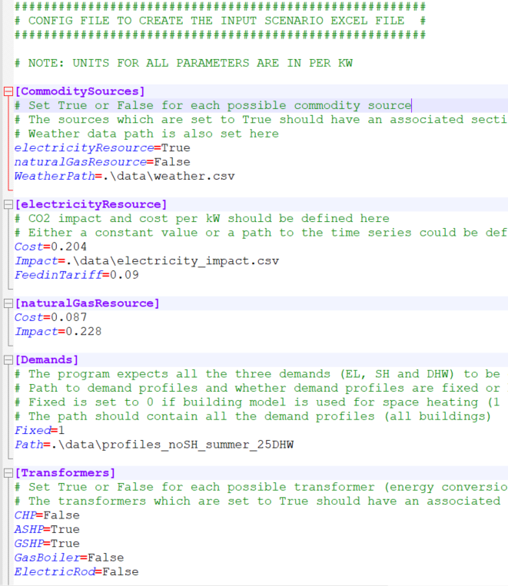 ##########################################################
# CONFIG FILE TO CREATE THE INPUT SCENARIO EXCEL FILE  #
##########################################################
# NOTE: UNITS FOR ALL PARAMETERS ARE IN PER KW
[CommoditySources]
# Set True or False for each possible commodity source
# The sources which are set to True should have an associated secti
# Weather data path is also set here
electricityResource=True
naturalGasResource=False
WeatherPath=.\data\weather.csv
[electricityResource]
# CO2 impact and cost per kW should be defined here
# Either a constant value or a path to the time series could be def
Cost=0.204
Impact=.\data\electricity_impact.csv
FeedinTariff=0.09
[naturalGasResource]
Cost=0.087
Impact=0.228
[Demands]
# The program expects all the three demands (EL, SH and DHW) to be
# Path to demand profiles and whether demand profiles are fixed or
# Fixed is set to 0 if building model is used for space heating (1
# The path should contain all the demand profiles (all buildings)
Fixed=1
Path=.\data\profiles_noSH_summer_25DHW
[Transformers]
# Set True or False for each possible transformer (energy conversio
# The transformers which are set to True should have an associated
CHP=False
ASHP=True
GSHP=True
GasBoiler=False
ElectricRod=False